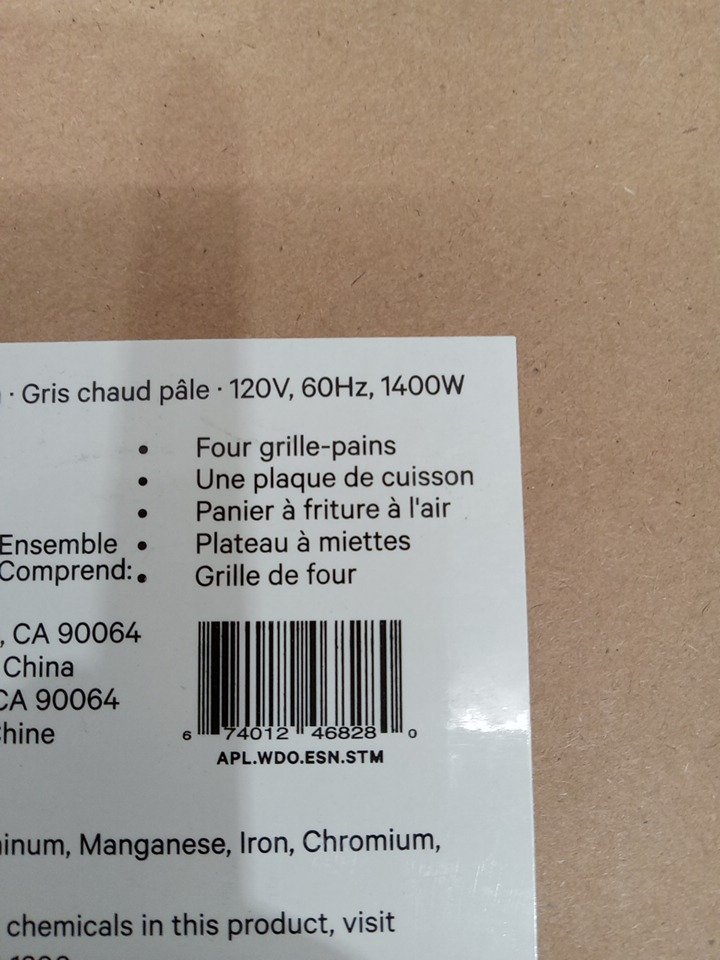 · Gris chaud pâle · 120V, 60Hz, 1400W
• Four grille-pains
• Une plaque de cuisson
• Panier à friture à l'air
Ensemble • Plateau à miettes
Comprend: • Grille de four
, CA 90064
China
CA 90064
Chine
6 74012 46828 0
APL.WDO.ESN.STM
inum, Manganese, Iron, Chromium,
chemicals in this product, visit